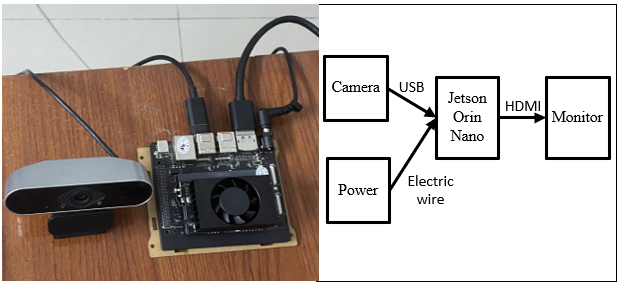 Camera
USB
Jetson
Orin
Nano
HDMI
Monitor
Power
Electric
wire